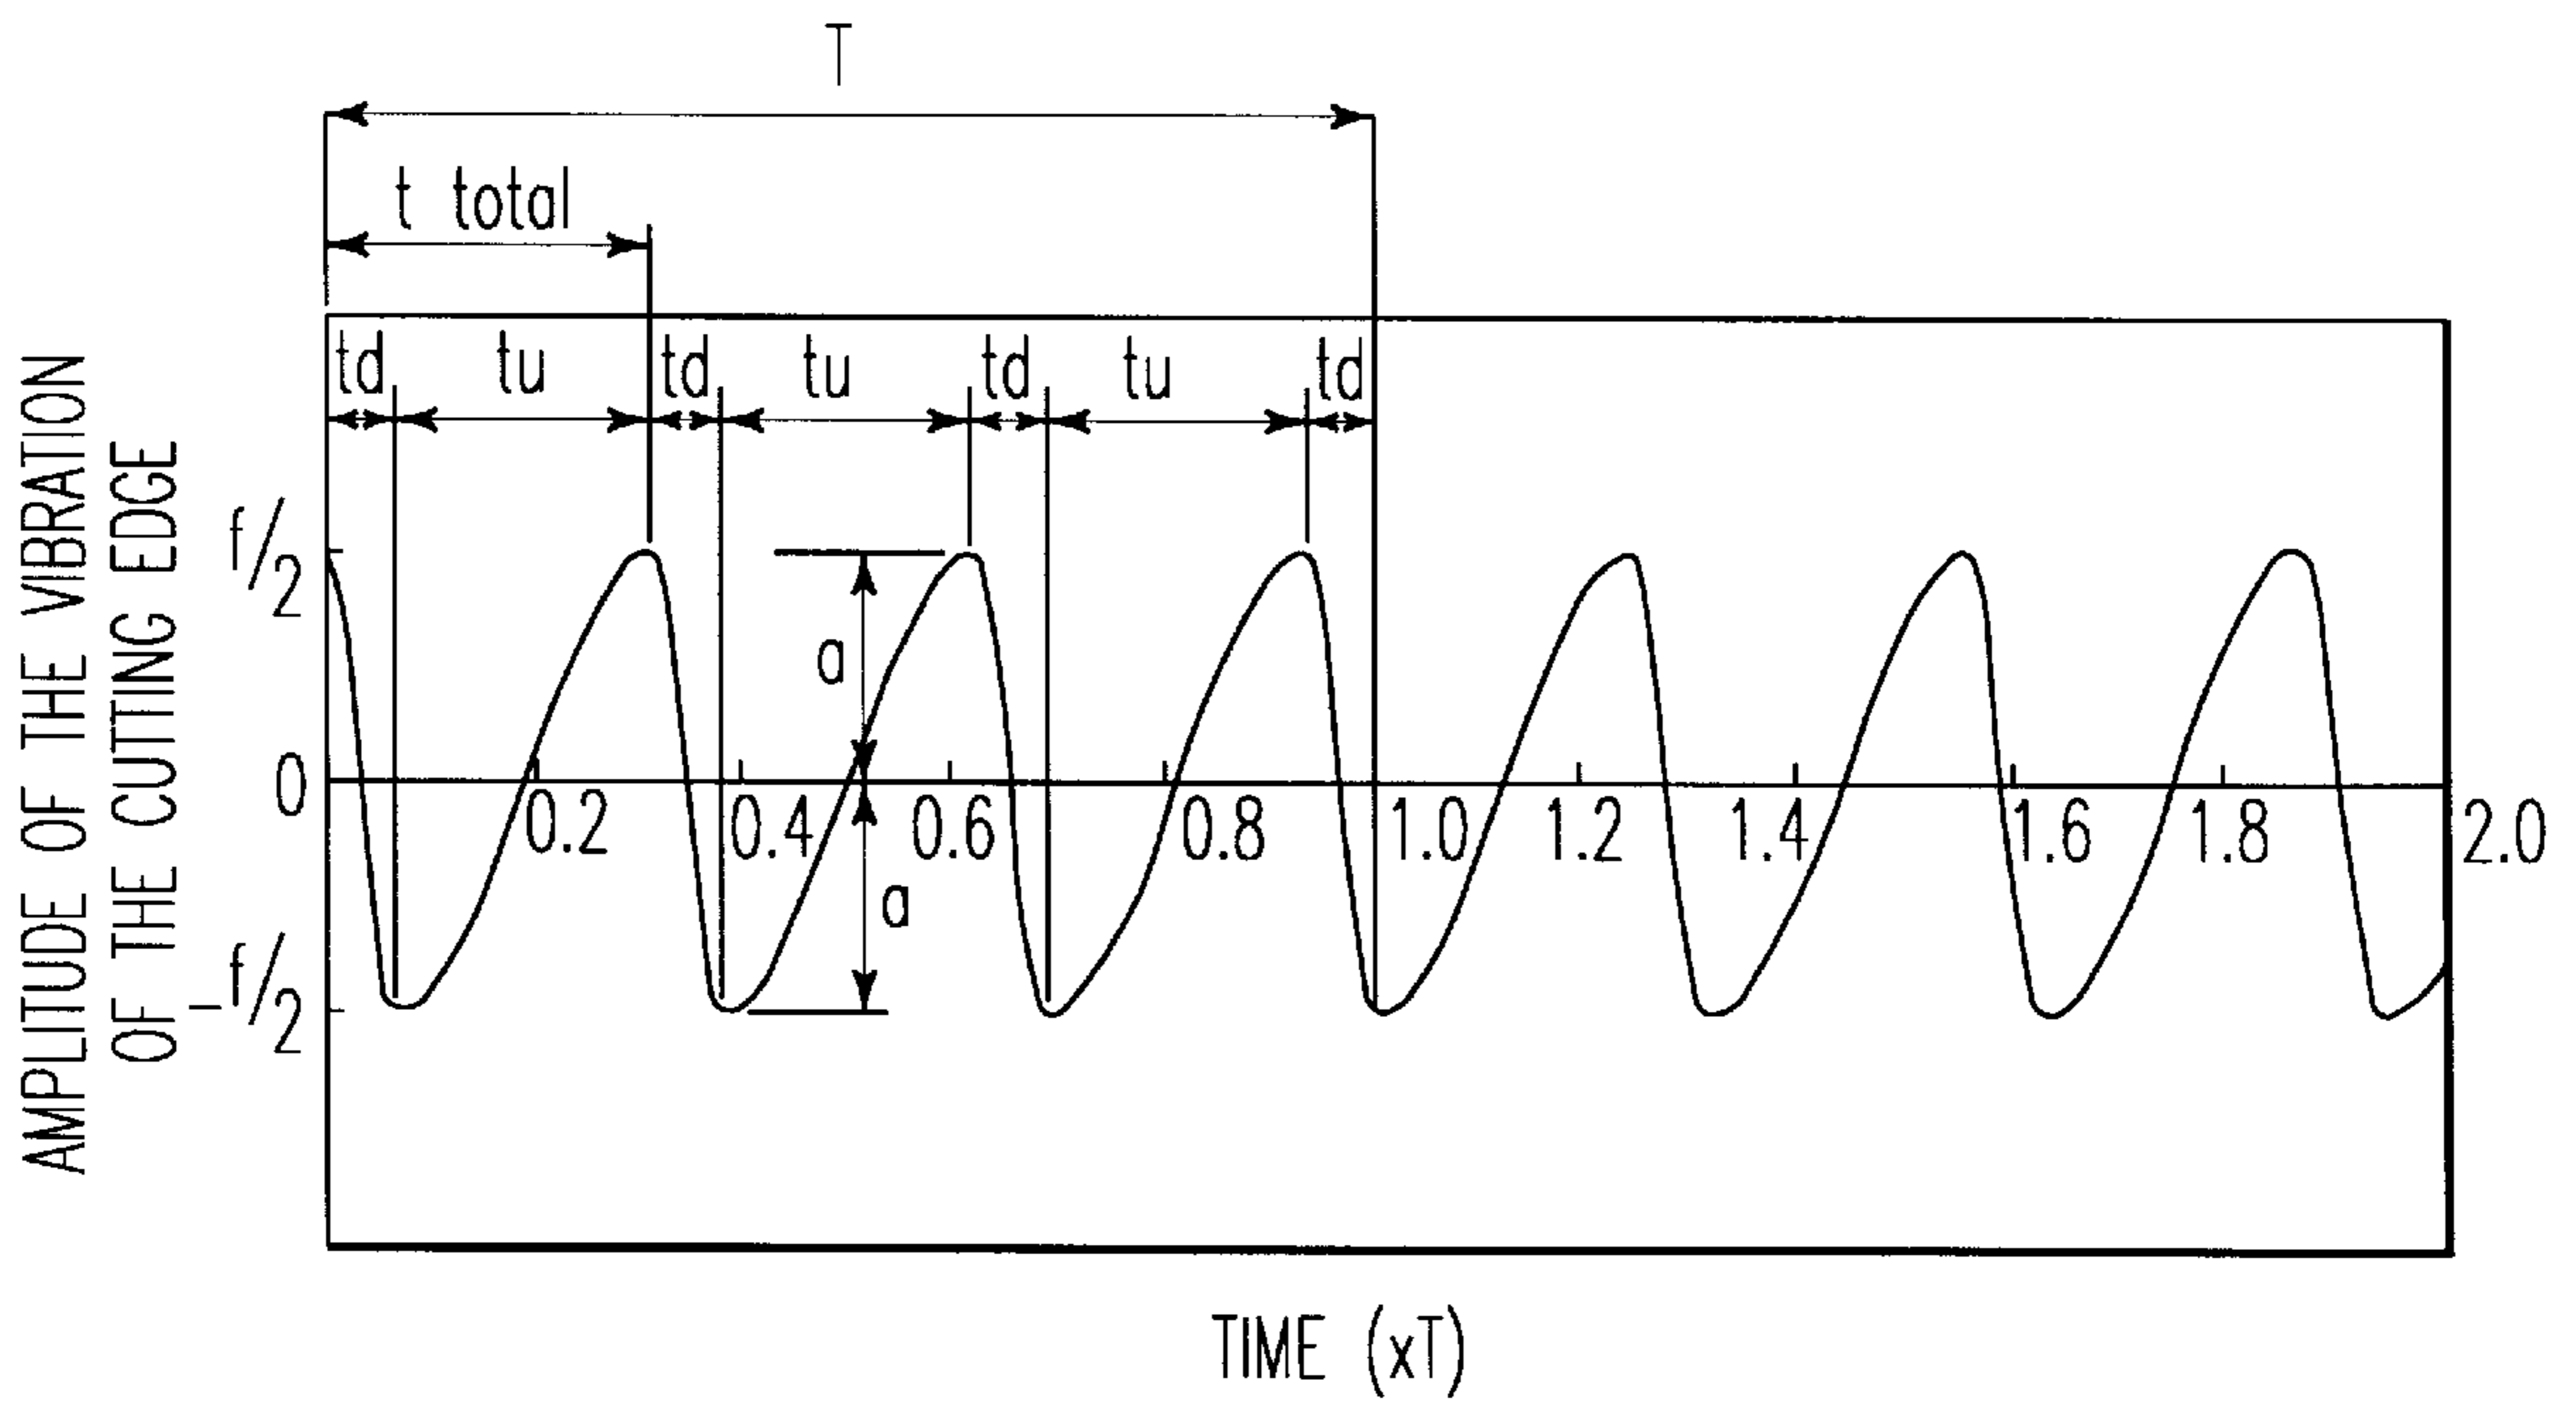 T
t total
td tu td tu td tu td
AMPLITUDE OF THE VIBRATION
OF THE CUTTING EDGE
f/2
a
0
0.2 0.4 0.6 0.8 1.0 1.2 1.4 1.6 1.8 2.0
a
-f/2
TIME (xT)